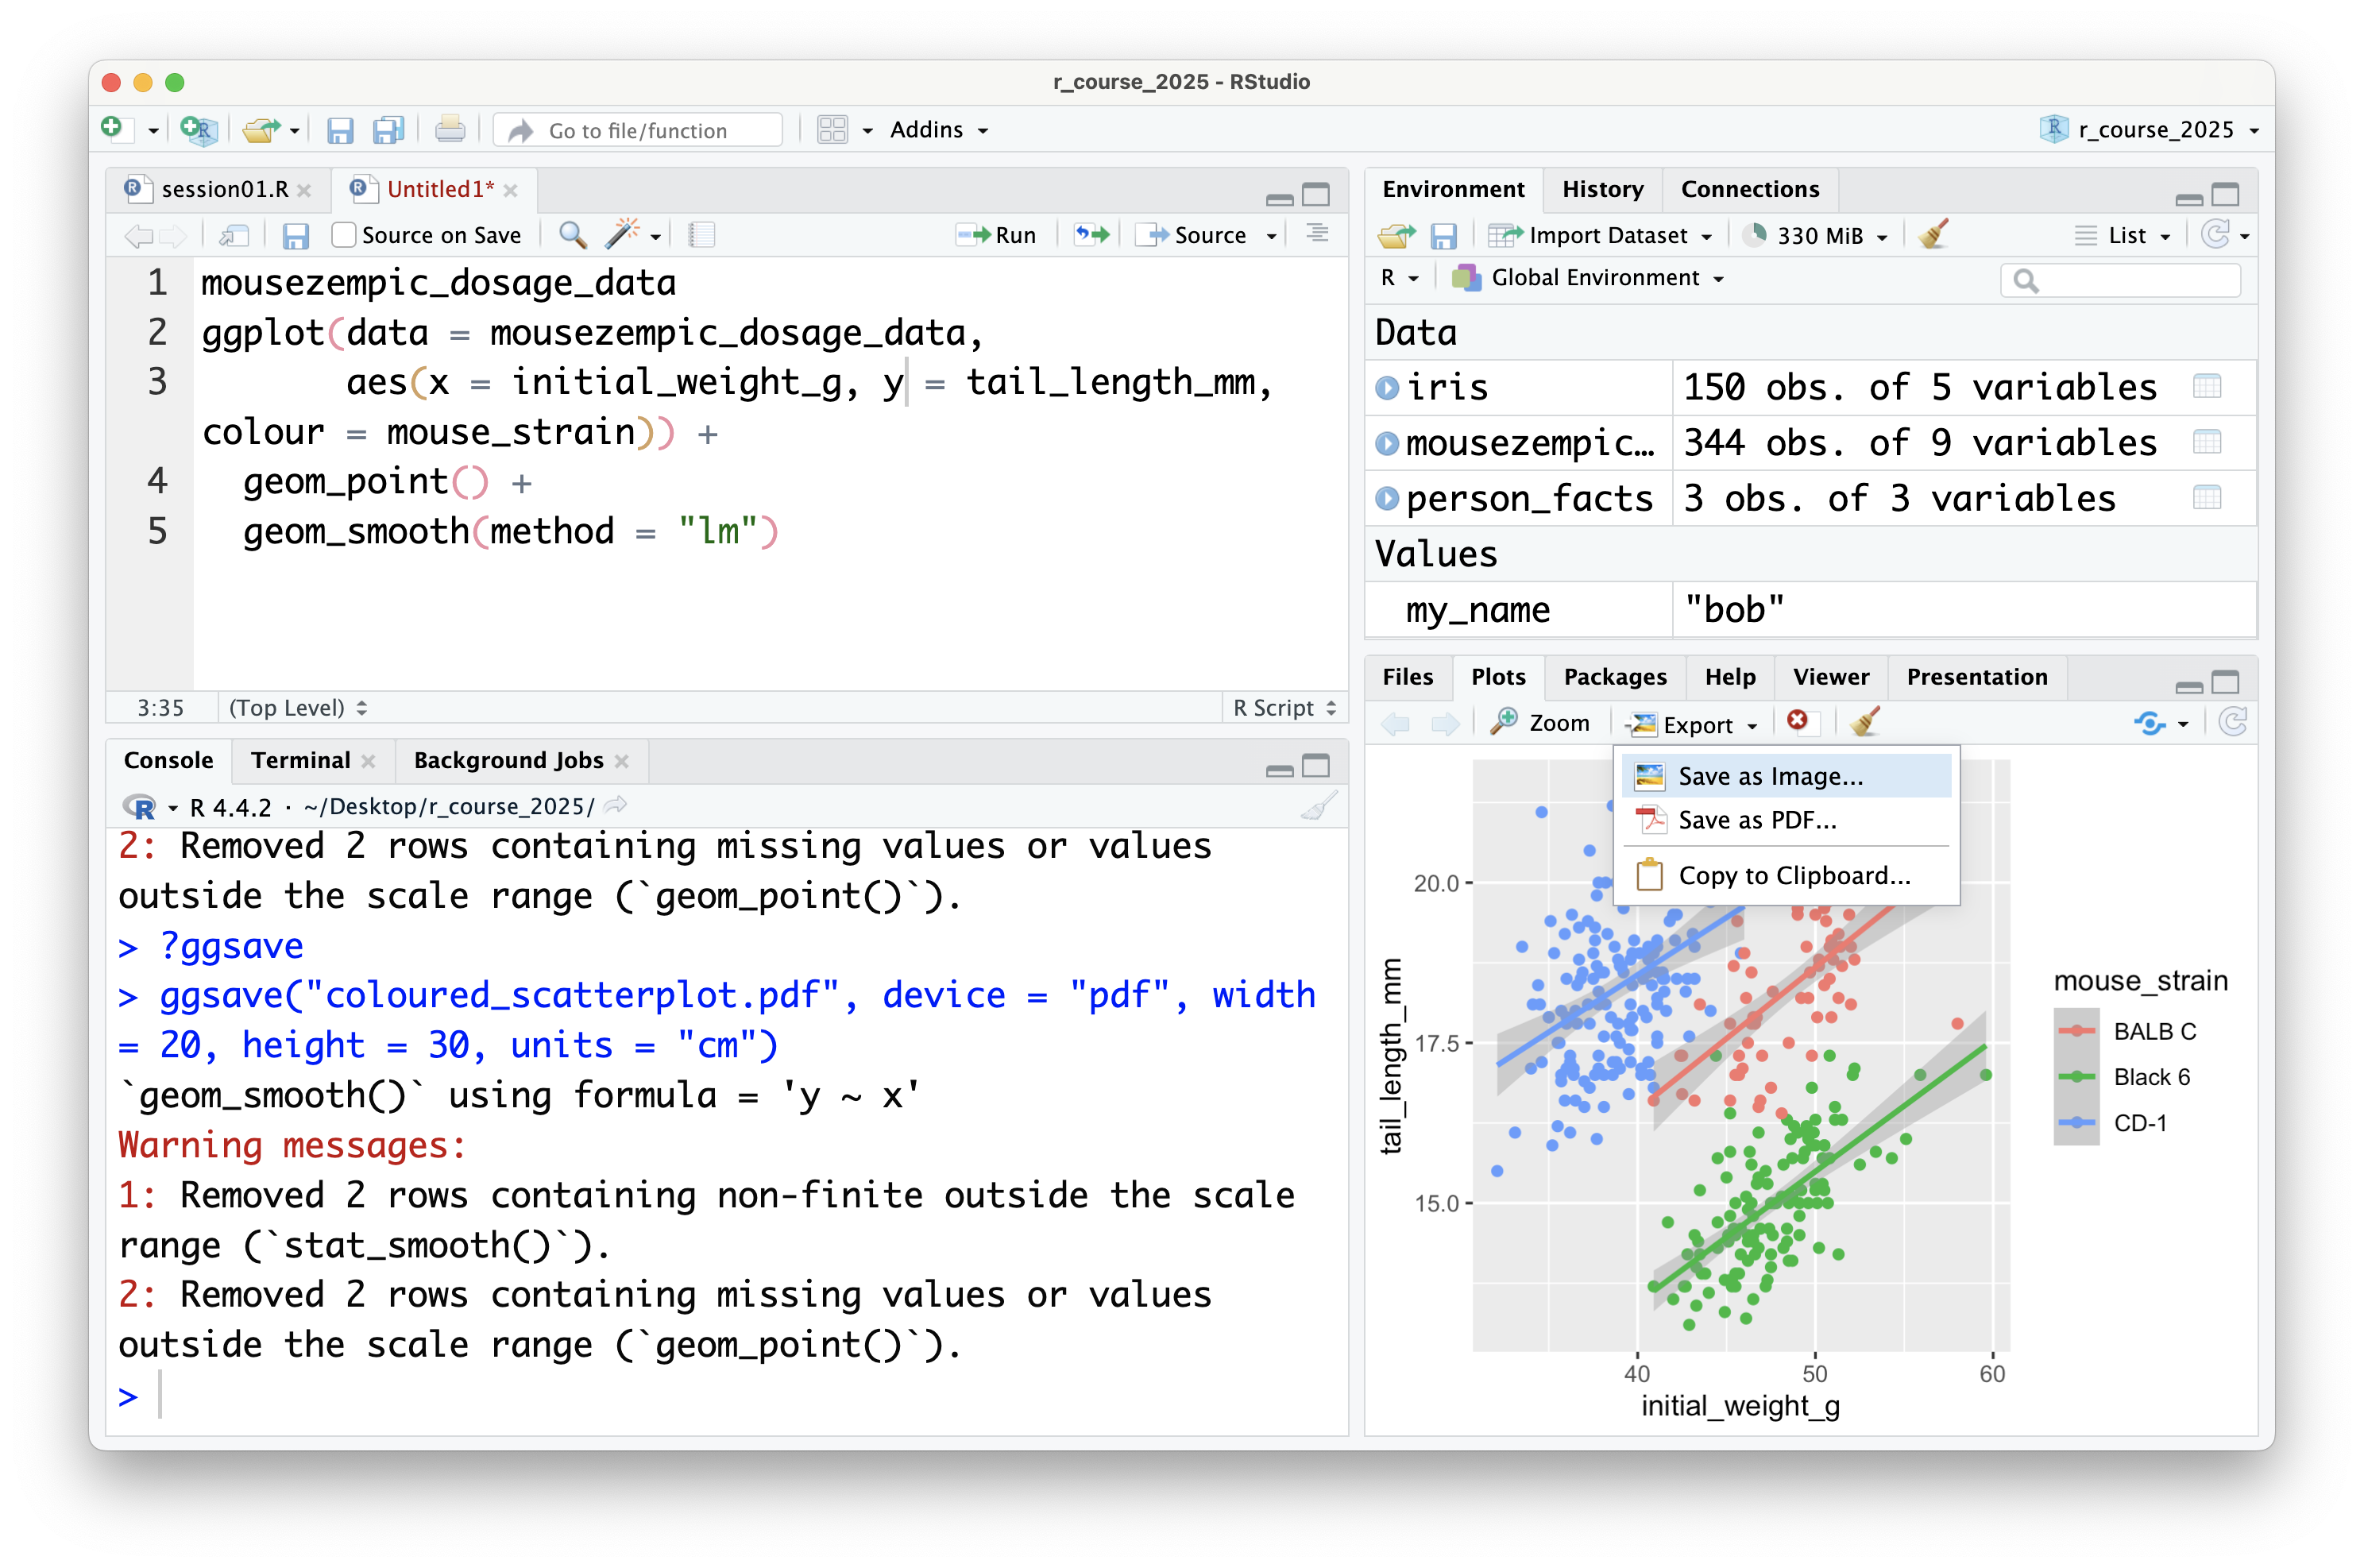 r_course_2025 - RStudio
Go to file/function
Addins
r_course_2025
session01.R
Untitled1*
Source on Save
Run
Source
1 mousezempic_dosage_data
2 ggplot(data = mousezempic_dosage_data,
3 aes(x = initial_weight_g, y = tail_length_mm,
colour = mouse_strain)) +
4 geom_point() +
5 geom_smooth(method = "lm")
3:35 (Top Level) R Script
Console Terminal Background Jobs
R 4.4.2 · ~/Desktop/r_course_2025/
2: Removed 2 rows containing missing values or values
outside the scale range (`geom_point()`).
> ?ggsave
> ggsave("coloured_scatterplot.pdf", device = "pdf", width
= 20, height = 30, units = "cm")
`geom_smooth()` using formula = 'y ~ x'
Warning messages:
1: Removed 2 rows containing non-finite outside the scale
range (`stat_smooth()`).
2: Removed 2 rows containing missing values or values
outside the scale range (`geom_point()`).
>
Environment History Connections
Import Dataset 330 MiB List
R Global Environment
Data
iris 150 obs. of 5 variables
mousezempic… 344 obs. of 9 variables
person_facts 3 obs. of 3 variables
Values
my_name "bob"
Files Plots Packages Help Viewer Presentation
Zoom Export
Save as Image...
Save as PDF...
Copy to Clipboard...
20.0
17.5
15.0
tail_length_mm
40 50 60
initial_weight_g
mouse_strain
BALB C
Black 6
CD-1